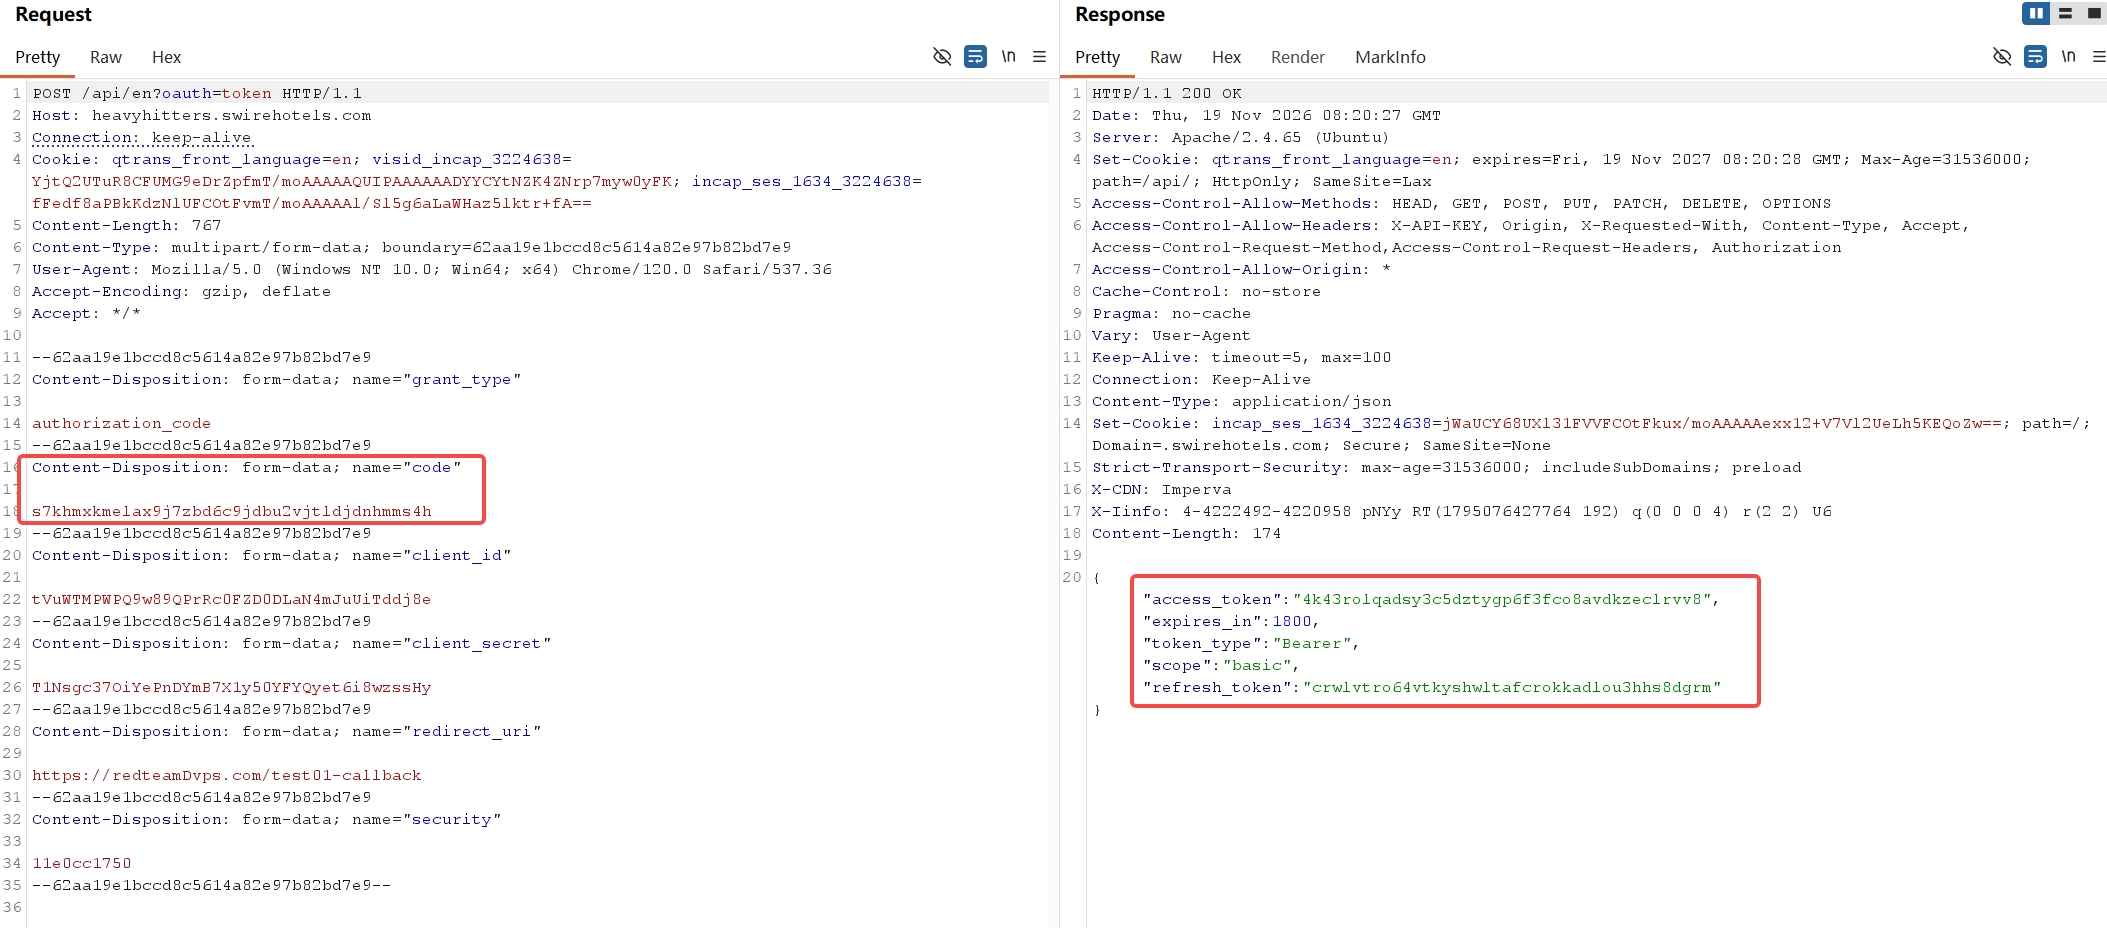 Request
Pretty Raw Hex \n
1 POST /api/en?oauth=token HTTP/1.1
2 Host: heavyhitters.swirehotels.com
3 Connection: keep-alive
4 Cookie: qtrans_front_language=en; visid_incap_3224638=
YjtQ2UTuR8CFUMG9eDrZpfmT/moAAAAAQUIPAAAAAADYYCYtNZK4ZNrp7myw0yFK; incap_ses_1634_3224638=
fFedf8aPBkKdzNlUFCOtFvmT/moAAAAAl/Sl5g6aLaWHaz5lktr+fA==
5 Content-Length: 767
6 Content-Type: multipart/form-data; boundary=62aa19e1bccd8c5614a82e97b82bd7e9
7 User-Agent: Mozilla/5.0 (Windows NT 10.0; Win64; x64) Chrome/120.0 Safari/537.36
8 Accept-Encoding: gzip, deflate
9 Accept: */*
10
11 --62aa19e1bccd8c5614a82e97b82bd7e9
12 Content-Disposition: form-data; name="grant_type"
13
14 authorization_code
15 --62aa19e1bccd8c5614a82e97b82bd7e9
16 Content-Disposition: form-data; name="code"
17
18 s7khmxkmelax9j7zbd6c9jdbu2vjtldjdnhmms4h
19 --62aa19e1bccd8c5614a82e97b82bd7e9
20 Content-Disposition: form-data; name="client_id"
21
22 tVuWTMPWPQ9w89QPrRc0FZD0DLaN4mJuUiTddj8e
23 --62aa19e1bccd8c5614a82e97b82bd7e9
24 Content-Disposition: form-data; name="client_secret"
25
26 T1Nsgc37OiYePnDYmB7X1y50YFYQyet6i8wzssHy
27 --62aa19e1bccd8c5614a82e97b82bd7e9
28 Content-Disposition: form-data; name="redirect_uri"
29
30 https://redteamDvps.com/test01-callback
31 --62aa19e1bccd8c5614a82e97b82bd7e9
32 Content-Disposition: form-data; name="security"
33
34 11e0cc1750
35 --62aa19e1bccd8c5614a82e97b82bd7e9--
36
Response
Pretty Raw Hex Render MarkInfo \n
1 HTTP/1.1 200 OK
2 Date: Thu, 19 Nov 2026 08:20:27 GMT
3 Server: Apache/2.4.65 (Ubuntu)
4 Set-Cookie: qtrans_front_language=en; expires=Fri, 19 Nov 2027 08:20:28 GMT; Max-Age=31536000;
path=/api/; HttpOnly; SameSite=Lax
5 Access-Control-Allow-Methods: HEAD, GET, POST, PUT, PATCH, DELETE, OPTIONS
6 Access-Control-Allow-Headers: X-API-KEY, Origin, X-Requested-With, Content-Type, Accept,
Access-Control-Request-Method,Access-Control-Request-Headers, Authorization
7 Access-Control-Allow-Origin: *
8 Cache-Control: no-store
9 Pragma: no-cache
10 Vary: User-Agent
11 Keep-Alive: timeout=5, max=100
12 Connection: Keep-Alive
13 Content-Type: application/json
14 Set-Cookie: incap_ses_1634_3224638=jWaUCY68UXl31FVVFCOtFkux/moAAAAAexx12+V7Vl2UeLh5KEQoZw==; path=/;
Domain=.swirehotels.com; Secure; SameSite=None
15 Strict-Transport-Security: max-age=31536000; includeSubDomains; preload
16 X-CDN: Imperva
17 X-Iinfo: 4-4222492-4220958 pNYy RT(1795076427764 192) q(0 0 0 4) r(2 2) U6
18 Content-Length: 174
19
20 {
"access_token":"4k43rolqadsy3c5dztygp6f3fco8avdkzeclrvv8",
"expires_in":1800,
"token_type":"Bearer",
"scope":"basic",
"refresh_token":"crwlvtro64vtkyshwltafcrokkadlou3hhs8dgrm"
}